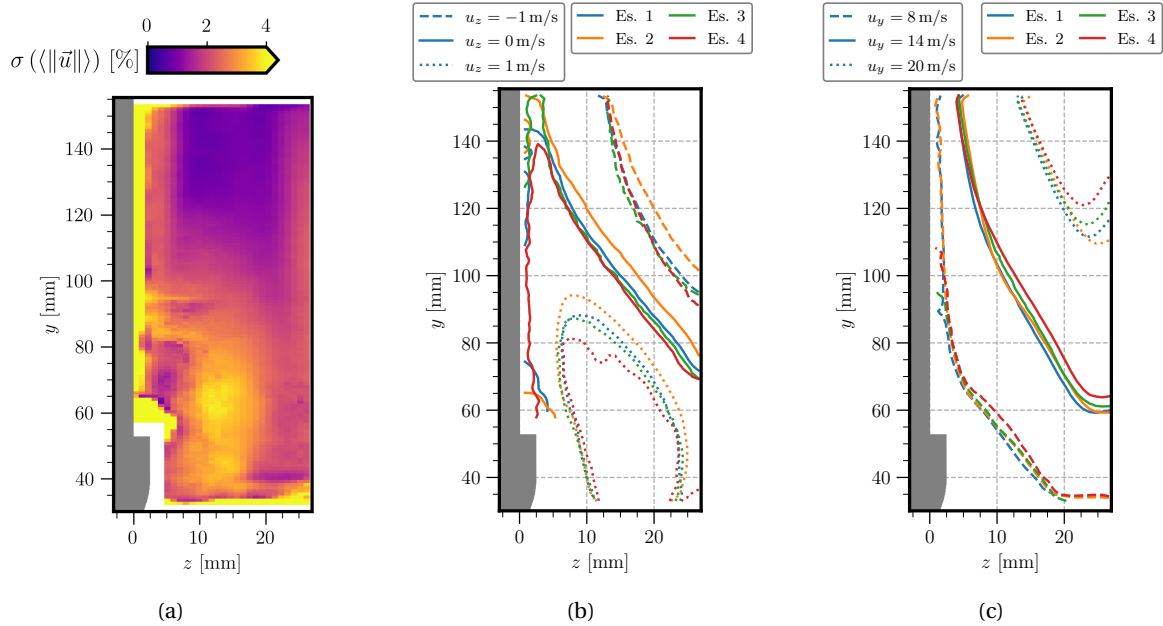 σ (⟨‖u⃗‖⟩) [%]
0 2 4
y [mm]
140
120
100
80
60
40
0 10 20
z [mm]
(a)
u_z = −1 m/s
u_z = 0 m/s
u_z = 1 m/s
Es. 1 Es. 3
Es. 2 Es. 4
y [mm]
140
120
100
80
60
40
0 10 20
z [mm]
(b)
u_y = 8 m/s
u_y = 14 m/s
u_y = 20 m/s
Es. 1 Es. 3
Es. 2 Es. 4
y [mm]
140
120
100
80
60
40
0 10 20
z [mm]
(c)